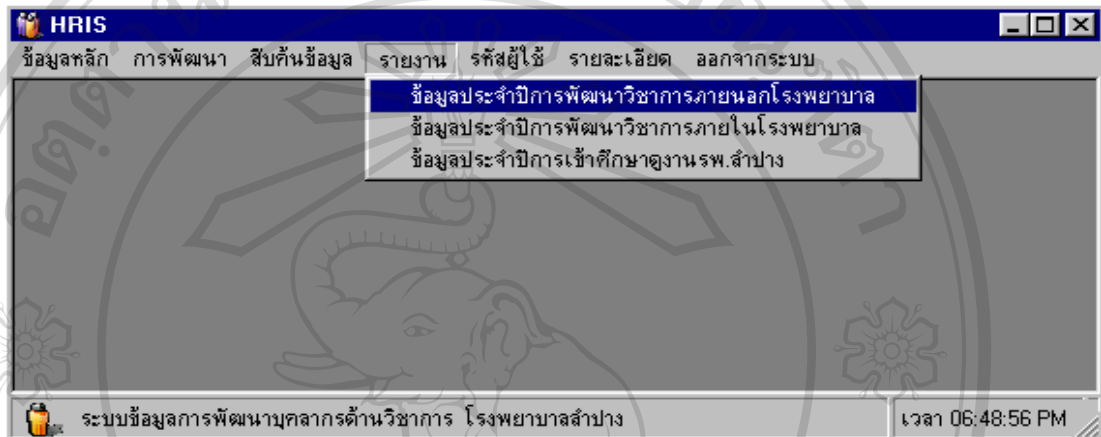 HRIS
ข้อมูลหลัก การพัฒนา สืบค้นข้อมูล รายงาน รหัสผู้ใช้ รายละเอียด ออกจากระบบ
ข้อมูลประจำปีการพัฒนาวิชาการภายนอกโรงพยาบาล
ข้อมูลประจำปีการพัฒนาวิชาการภายในโรงพยาบาล
ข้อมูลประจำปีการเข้าศึกษาดูงานรพ.ลำปาง
ระบบข้อมูลการพัฒนาบุคลากรด้านวิชาการ โรงพยาบาลลำปาง เวลา 06:48:56 PM